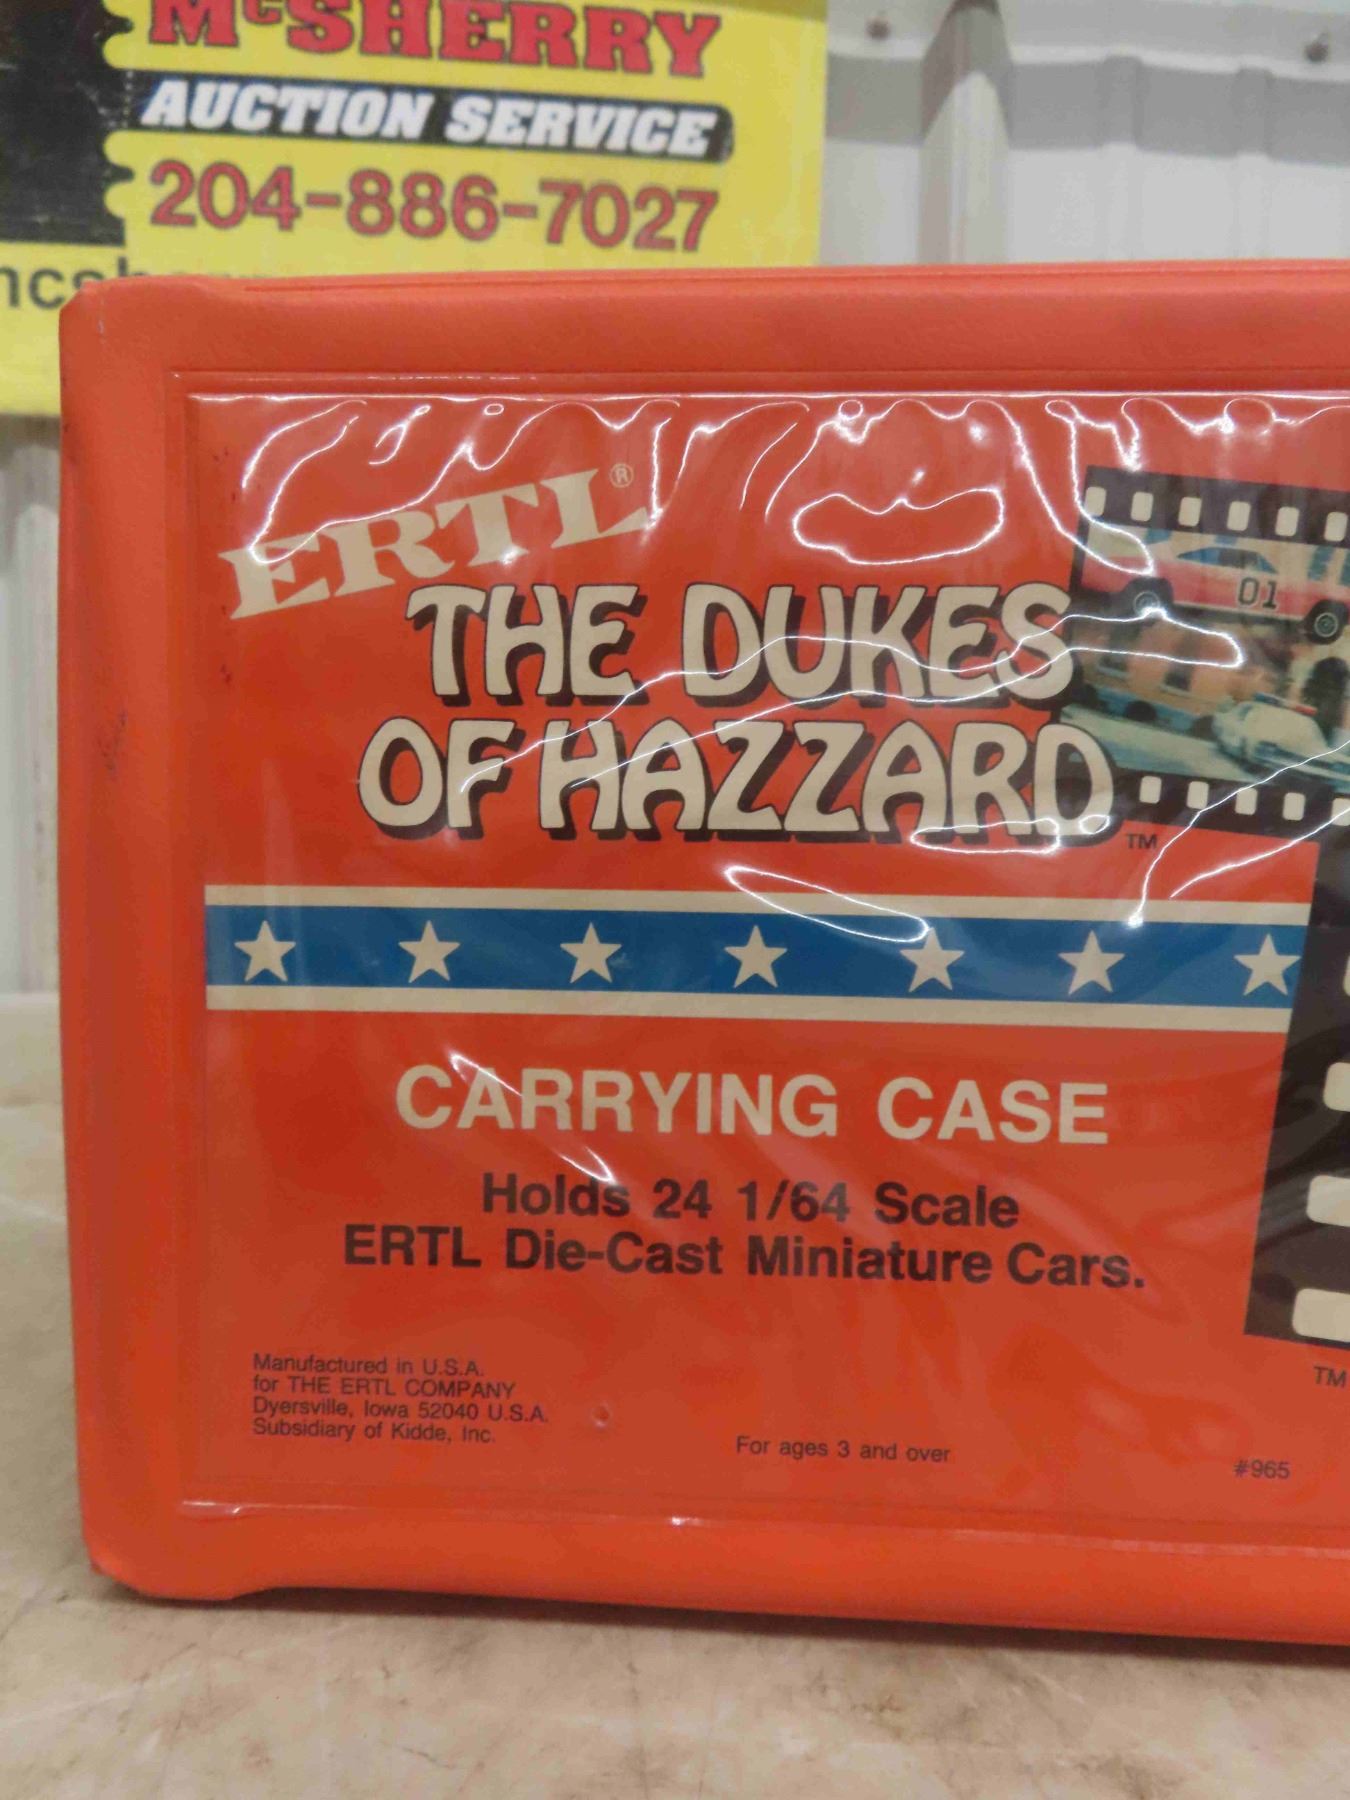 McSHERRY
AUCTION SERVICE
204-886-7027
ERTL®
THE DUKES
OF HAZZARD™
01
CARRYING CASE
Holds 24 1/64 Scale
ERTL Die-Cast Miniature Cars.
Manufactured in U.S.A.
for THE ERTL COMPANY
Dyersville, Iowa 52040 U.S.A.
Subsidiary of Kidde, Inc.
For ages 3 and over
#965
TM